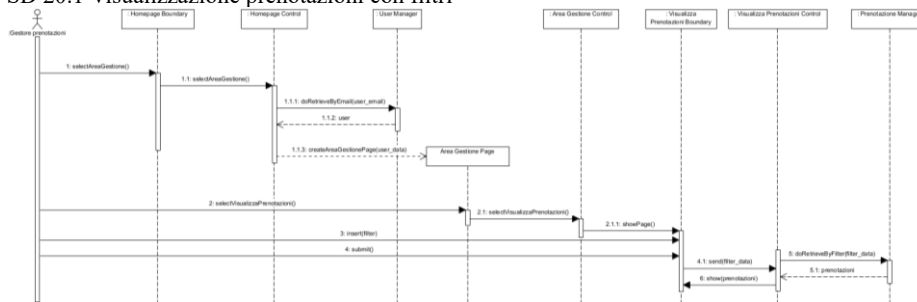 SD 20.1 Visualizzazione prenotazioni con filtri
: Homepage Boundary
: Homepage Control
: User Manager
: Area Gestione Control
: Visualizza
Prenotazioni Boundary
: Visualizza Prenotazioni Control
: Prenotazione Manager
:Gestore prenotazioni
1: selectAreaGestione()
1.1: selectAreaGestione()
1.1.1: doRetrieveByEmail(user_email)
1.1.2: user
1.1.3: createAreaGestionePage(user_data)
Area Gestione Page
2: selectVisualizzaPrenotazioni()
2.1: selectVisualizzaPrenotazioni()
2.1.1: showPage()
3: insert(filter)
4: submit()
4.1: send(filter_data)
5: doRetrieveByFilter(filter_data)
5.1: prenotazioni
6: show(prenotazioni)